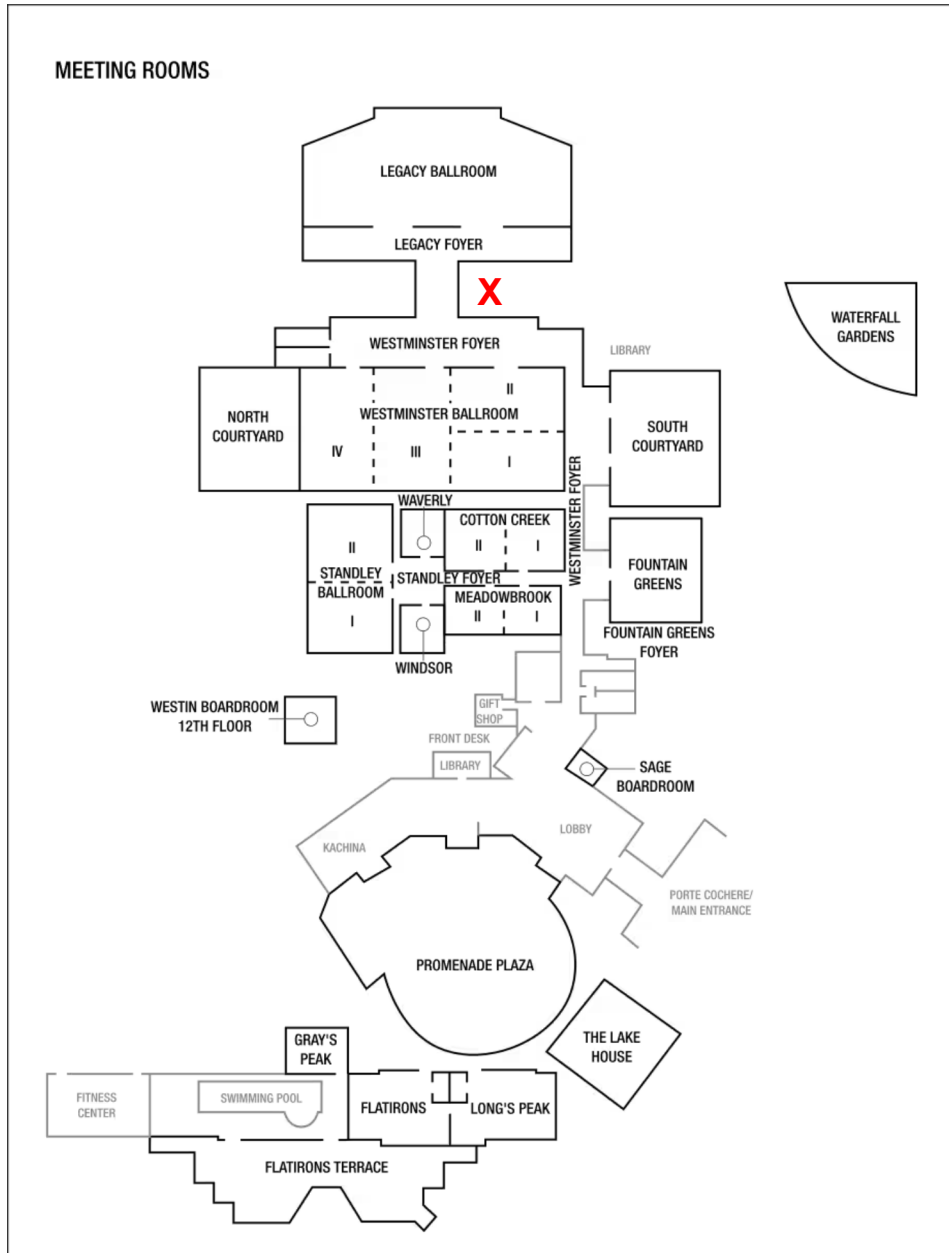 MEETING ROOMS
LEGACY BALLROOM
LEGACY FOYER
X
WATERFALL
GARDENS
WESTMINSTER FOYER
LIBRARY
II
NORTH
COURTYARD
WESTMINSTER BALLROOM
SOUTH
COURTYARD
IV
III
I
WESTMINSTER FOYER
WAVERLY
COTTON CREEK
II
II
I
STANDLEY
BALLROOM
STANDLEY FOYER
FOUNTAIN
GREENS
MEADOWBROOK
I
II
I
FOUNTAIN GREENS
FOYER
WINDSOR
WESTIN BOARDROOM
12TH FLOOR
GIFT
SHOP
FRONT DESK
LIBRARY
SAGE
BOARDROOM
LOBBY
KACHINA
PORTE COCHERE/
MAIN ENTRANCE
PROMENADE PLAZA
GRAY'S
PEAK
THE LAKE
HOUSE
FITNESS
CENTER
SWIMMING POOL
FLATIRONS
LONG'S PEAK
FLATIRONS TERRACE